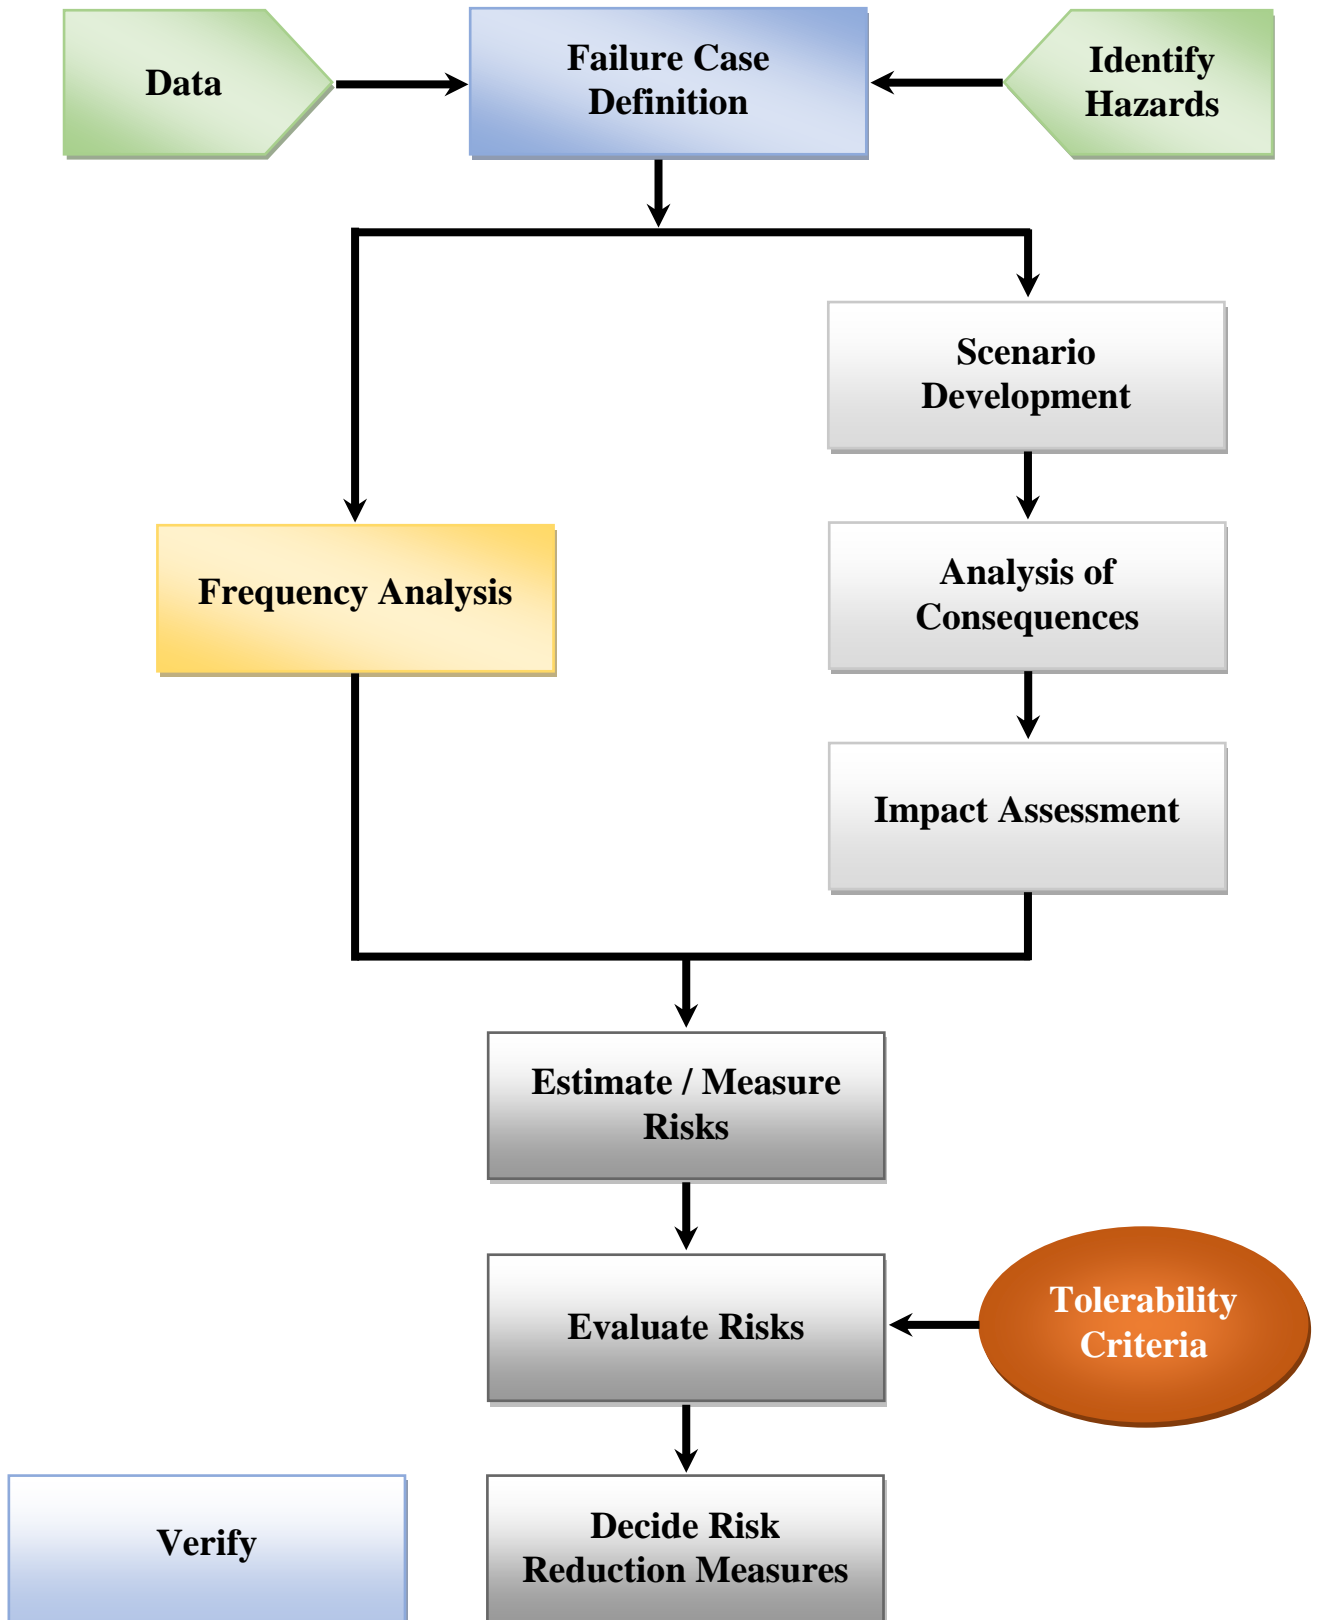 Data
Failure Case
Definition
Identify
Hazards
Scenario
Development
Frequency Analysis
Analysis of
Consequences
Impact Assessment
Estimate / Measure
Risks
Evaluate Risks
Tolerability
Criteria
Verify
Decide Risk
Reduction Measures